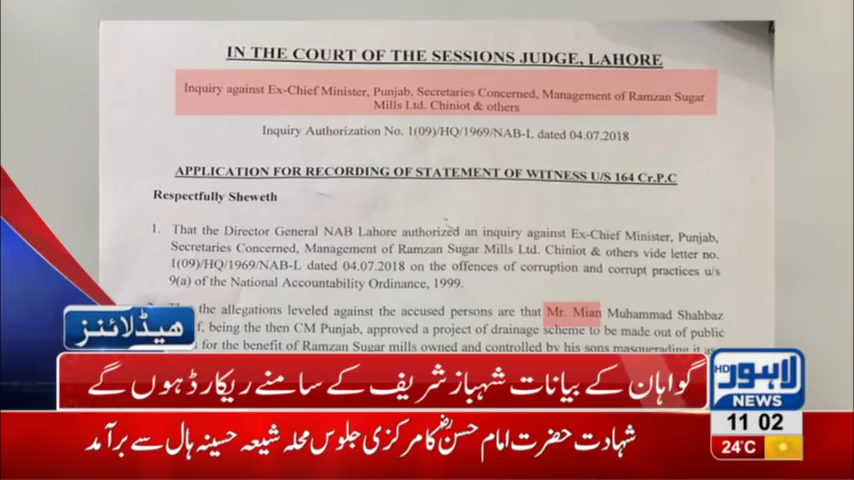 IN THE COURT OF THE SESSIONS JUDGE, LAHORE
Inquiry against Ex-Chief Minister, Punjab, Secretaries Concerned, Management of Ramzan Sugar
Mills Ltd. Chiniot & others
Inquiry Authorization No. 1(09)/HQ/1969/NAB-L dated 04.07.2018
APPLICATION FOR RECORDING OF STATEMENT OF WITNESS U/S 164 Cr.P.C
Respectfully Sheweth
1. That the Director General NAB Lahore authorized an inquiry against Ex-Chief Minister, Punjab,
Secretaries Concerned, Management of Ramzan Sugar Mills Ltd. Chiniot & others vide letter no.
1(09)/HQ/1969/NAB-L dated 04.07.2018 on the offences of corruption and corrupt practices u/s
9(a) of the National Accountability Ordinance, 1999.
the allegations leveled against the accused persons are that Mr. Mian Muhammad Shahbaz
being the then CM Punjab, approved a project of drainage scheme to be made out of public
for the benefit of Ramzan Sugar mills owned and controlled by his sons masquerading it as
ہیڈلائنز
گواہان کے بیانات شہباز شریف کے سامنے ریکارڈ ہوں گے
HD لاہور
NEWS
11 02
24°C
شہادت حضرت امام حسنؓ کا مرکزی جلوس محلہ شیعہ حسینہ ہال سے برآمد